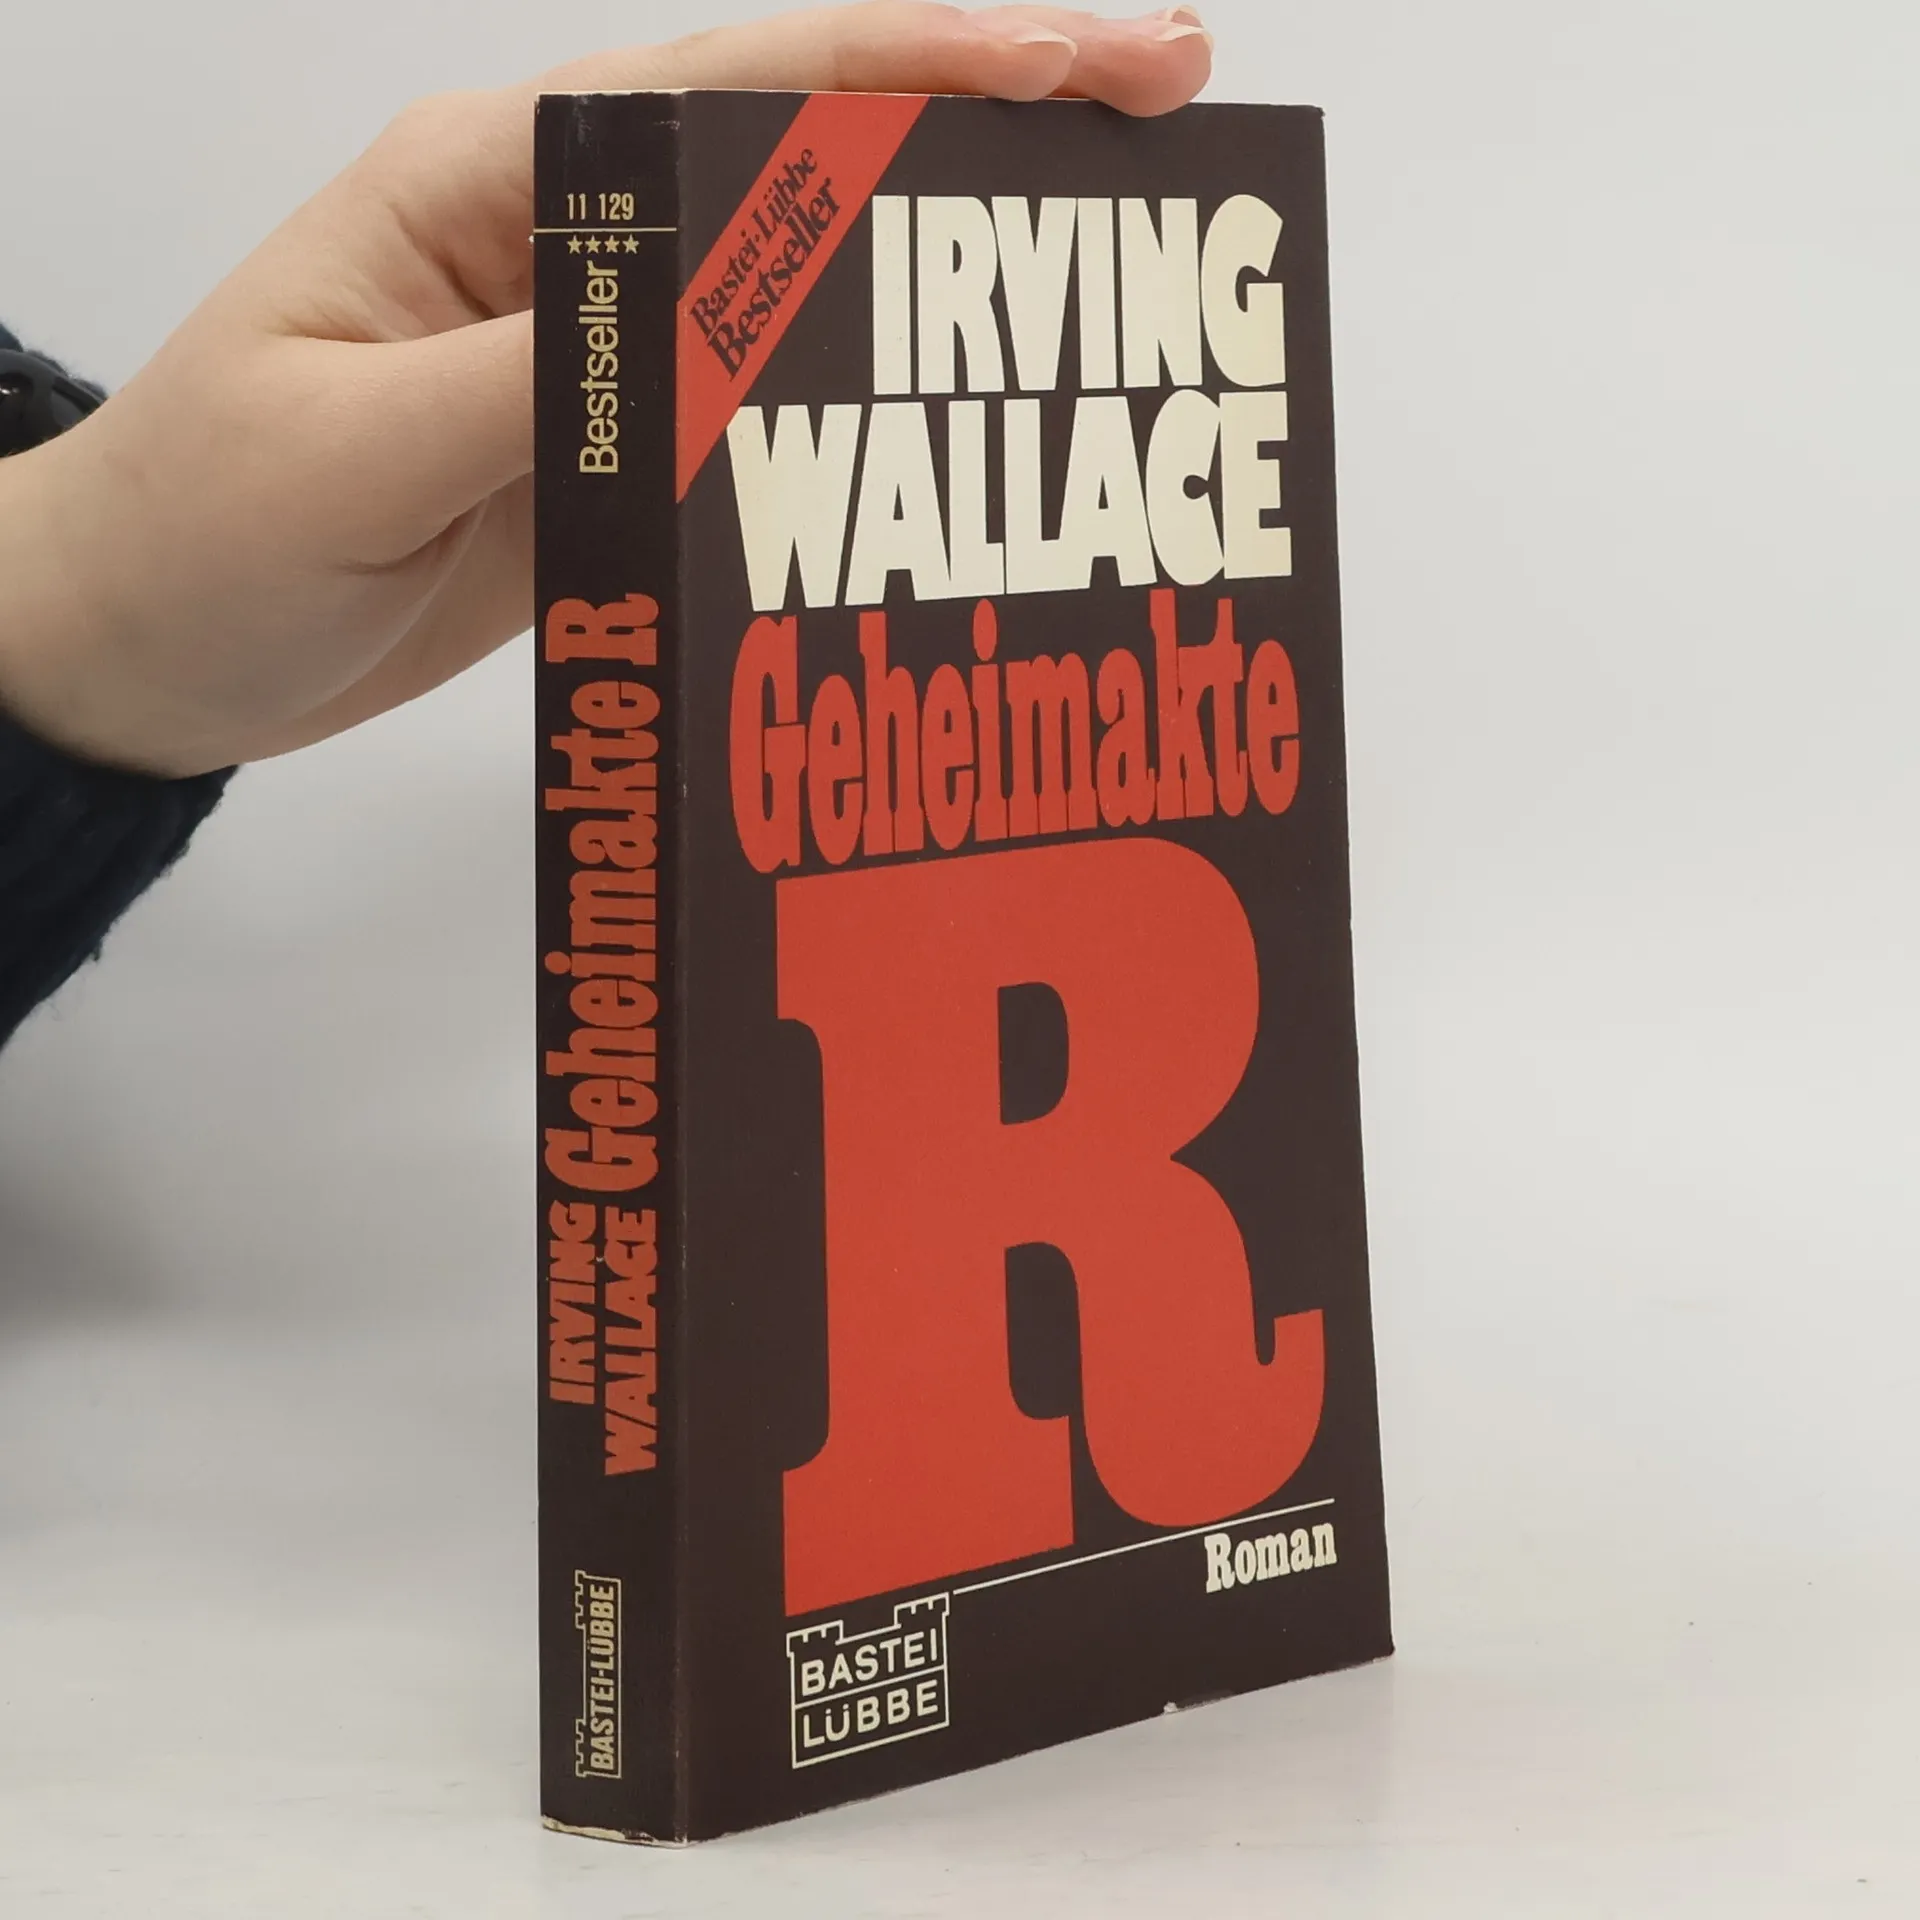 11 129
★★★★
Bestseller
Geheimakte R
IRVING
WALLACE
BASTEI-LÜBBE
Bastei-Lübbe
Bestseller
IRVING
WALLACE
Geheimakte
R
Roman
BASTEI
LÜBBE